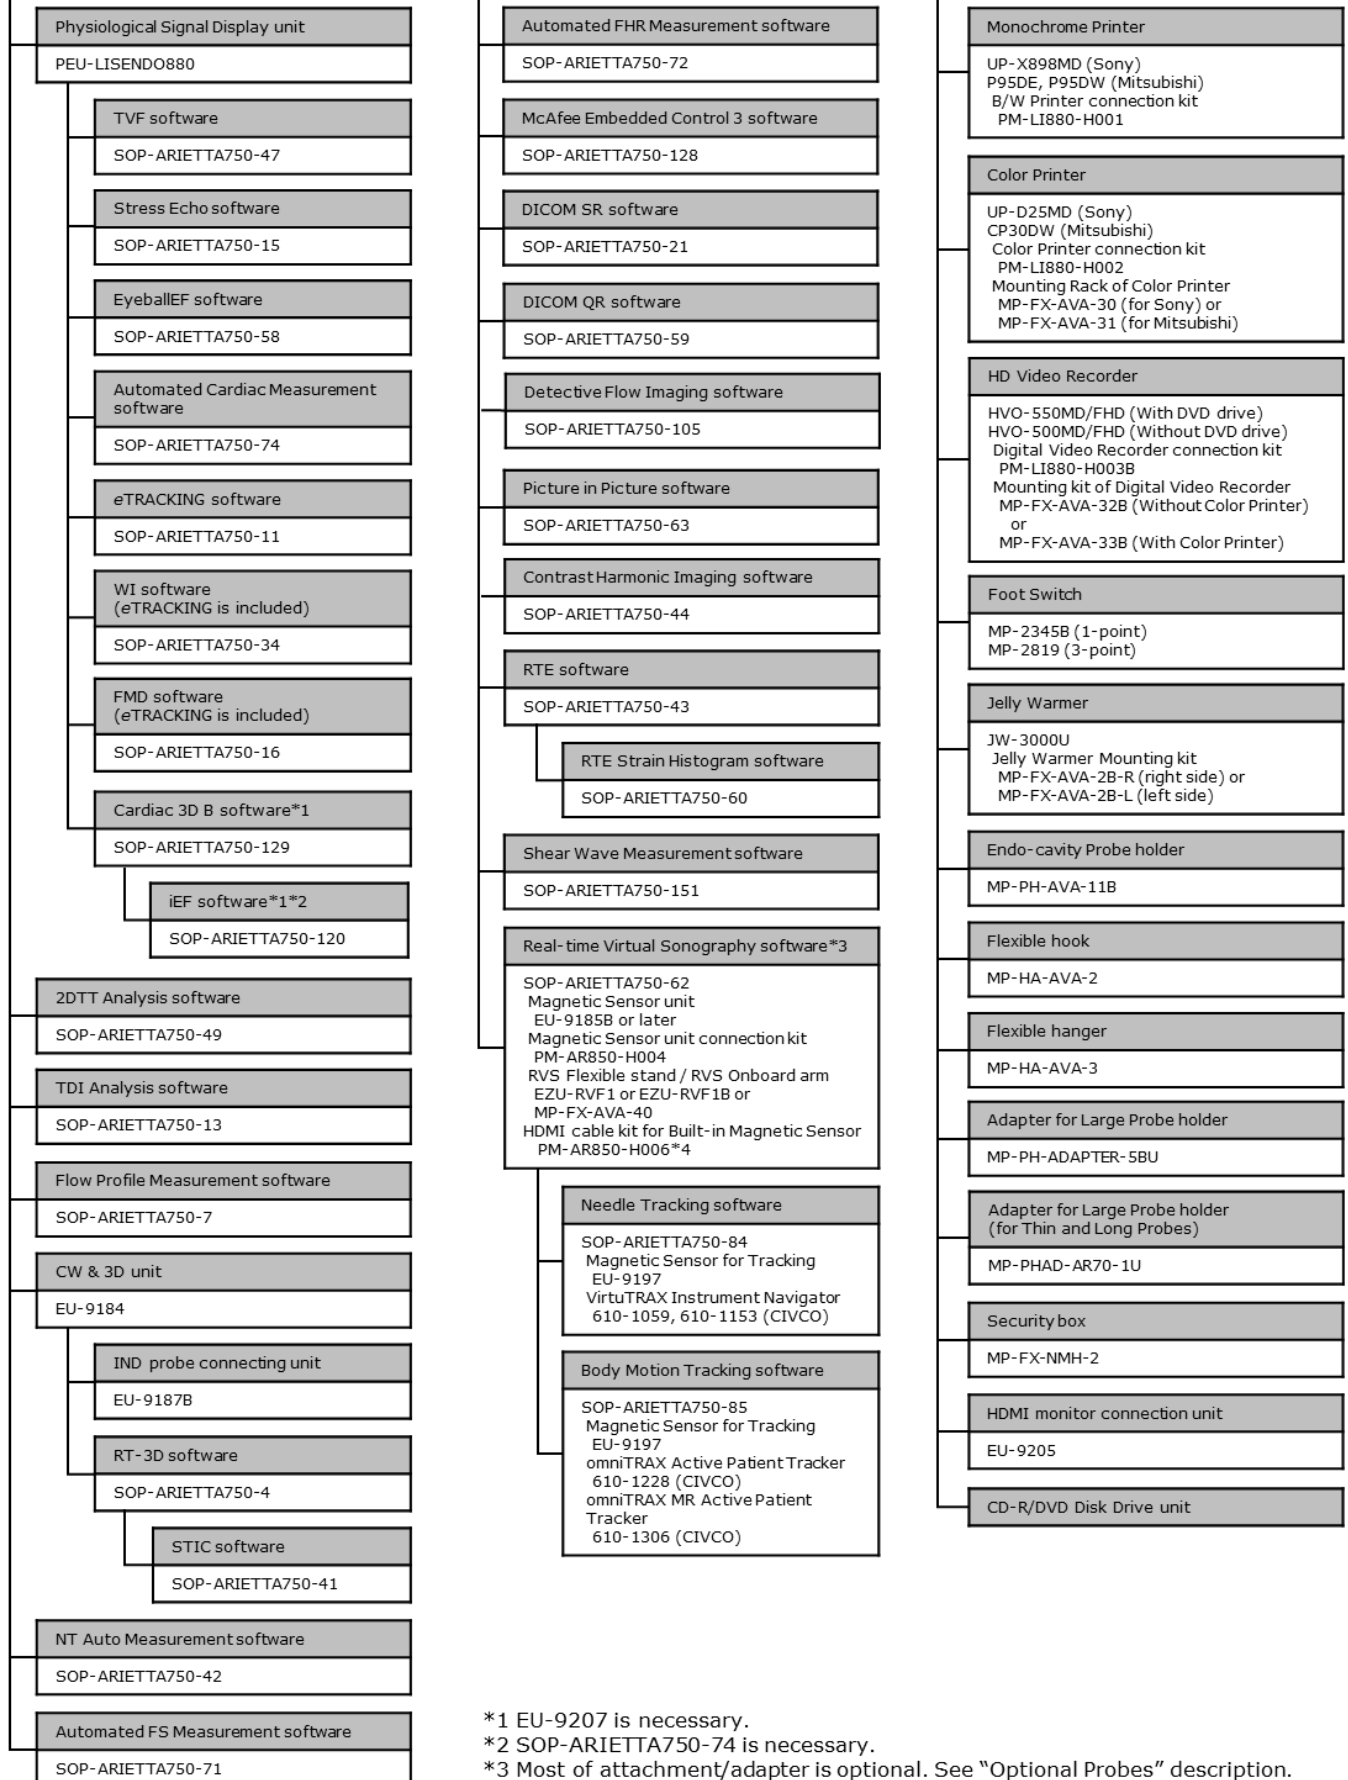 Physiological Signal Display unit
PEU-LISENDO880
TVF software
SOP-ARIETTA750-47
Stress Echo software
SOP-ARIETTA750-15
EyeballEF software
SOP-ARIETTA750-58
Automated Cardiac Measurement
software
SOP-ARIETTA750-74
eTRACKING software
SOP-ARIETTA750-11
WI software
(eTRACKING is included)
SOP-ARIETTA750-34
FMD software
(eTRACKING is included)
SOP-ARIETTA750-16
Cardiac 3D B software*1
SOP-ARIETTA750-129
iEF software*1*2
SOP-ARIETTA750-120
2DTT Analysis software
SOP-ARIETTA750-49
TDI Analysis software
SOP-ARIETTA750-13
Flow Profile Measurement software
SOP-ARIETTA750-7
CW & 3D unit
EU-9184
IND probe connecting unit
EU-9187B
RT-3D software
SOP-ARIETTA750-4
STIC software
SOP-ARIETTA750-41
NT Auto Measurement software
SOP-ARIETTA750-42
Automated FS Measurement software
SOP-ARIETTA750-71
Automated FHR Measurement software
SOP-ARIETTA750-72
McAfee Embedded Control 3 software
SOP-ARIETTA750-128
DICOM SR software
SOP-ARIETTA750-21
DICOM QR software
SOP-ARIETTA750-59
Detective Flow Imaging software
SOP-ARIETTA750-105
Picture in Picture software
SOP-ARIETTA750-63
Contrast Harmonic Imaging software
SOP-ARIETTA750-44
RTE software
SOP-ARIETTA750-43
RTE Strain Histogram software
SOP-ARIETTA750-60
Shear Wave Measurement software
SOP-ARIETTA750-151
Real-time Virtual Sonography software*3
SOP-ARIETTA750-62
Magnetic Sensor unit
EU-9185B or later
Magnetic Sensor unit connection kit
PM-AR850-H004
RVS Flexible stand / RVS Onboard arm
EZU-RVF1 or EZU-RVF1B or
MP-FX-AVA-40
HDMI cable kit for Built-in Magnetic Sensor
PM-AR850-H006*4
Needle Tracking software
SOP-ARIETTA750-84
Magnetic Sensor for Tracking
EU-9197
VirtuTRAX Instrument Navigator
610-1059, 610-1153 (CIVCO)
Body Motion Tracking software
SOP-ARIETTA750-85
Magnetic Sensor for Tracking
EU-9197
omniTRAX Active Patient Tracker
610-1228 (CIVCO)
omniTRAX MR Active Patient
Tracker
610-1306 (CIVCO)
Monochrome Printer
UP-X898MD (Sony)
P95DE, P95DW (Mitsubishi)
B/W Printer connection kit
PM-LI880-H001
Color Printer
UP-D25MD (Sony)
CP30DW (Mitsubishi)
Color Printer connection kit
PM-LI880-H002
Mounting Rack of Color Printer
MP-FX-AVA-30 (for Sony) or
MP-FX-AVA-31 (for Mitsubishi)
HD Video Recorder
HVO-550MD/FHD (With DVD drive)
HVO-500MD/FHD (Without DVD drive)
Digital Video Recorder connection kit
PM-LI880-H003B
Mounting kit of Digital Video Recorder
MP-FX-AVA-32B (Without Color Printer)
or
MP-FX-AVA-33B (With Color Printer)
Foot Switch
MP-2345B (1-point)
MP-2819 (3-point)
Jelly Warmer
JW-3000U
Jelly Warmer Mounting kit
MP-FX-AVA-2B-R (right side) or
MP-FX-AVA-2B-L (left side)
Endo-cavity Probe holder
MP-PH-AVA-11B
Flexible hook
MP-HA-AVA-2
Flexible hanger
MP-HA-AVA-3
Adapter for Large Probe holder
MP-PH-ADAPTER-5BU
Adapter for Large Probe holder
(for Thin and Long Probes)
MP-PHAD-AR70-1U
Security box
MP-FX-NMH-2
HDMI monitor connection unit
EU-9205
CD-R/DVD Disk Drive unit
*1 EU-9207 is necessary.
*2 SOP-ARIETTA750-74 is necessary.
*3 Most of attachment/adapter is optional. See “Optional Probes” description.